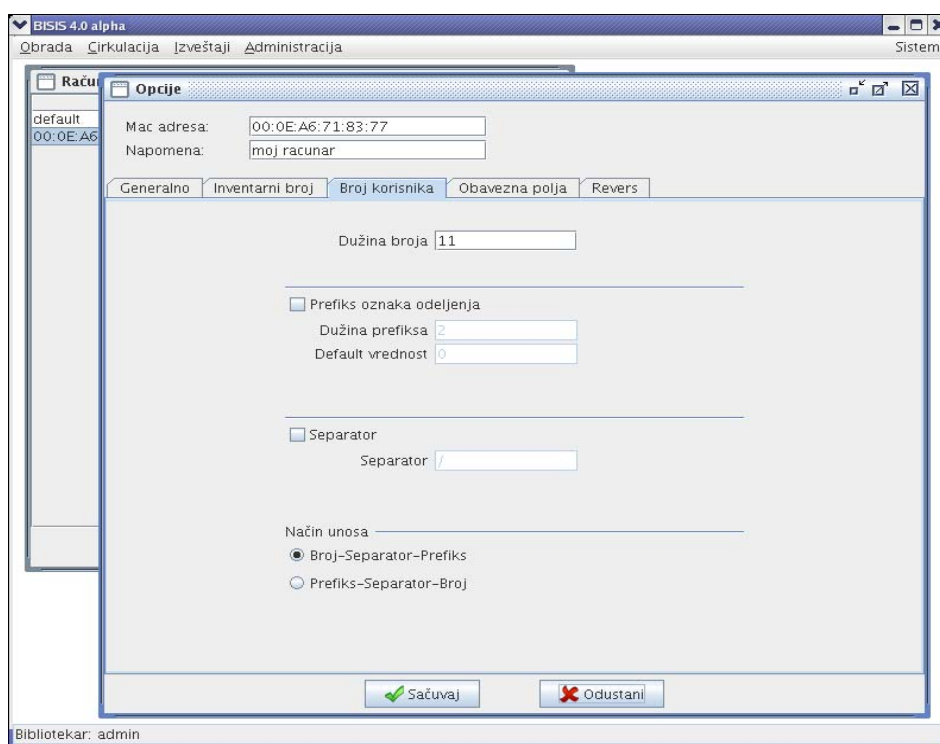 BISIS 4.0 alpha
Obrada Cirkulacija Izveštaji Administracija Sistem
Opcije
default
00:0E:A6
Mac adresa: 00:0E:A6:71:83:77
Napomena: moj racunar
Generalno Inventarni broj Broj korisnika Obavezna polja Revers
Dužina broja 11
Prefiks oznaka odeljenja
Dužina prefiksa 2
Default vrednost 0
Separator
Separator /
Način unosa
Broj-Separator-Prefiks
Prefiks-Separator-Broj
Sačuvaj Odustani
Bibliotekar: admin